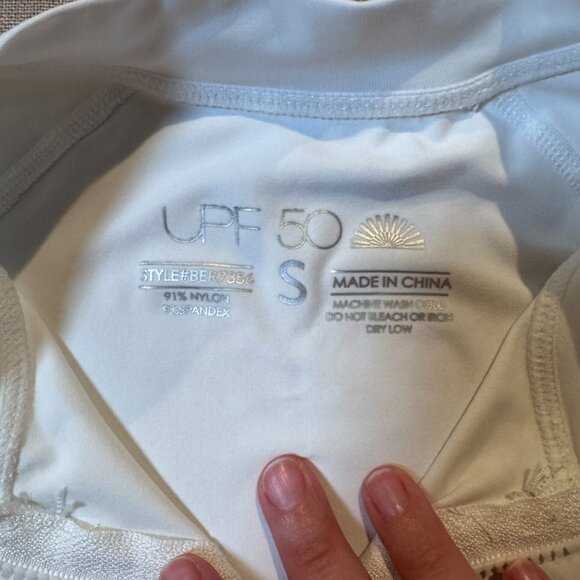 UPF 50
STYLE#BER7356
91% NYLON
9%SPANDEX
S
MADE IN CHINA
MACHINE WASH COLD
DO NOT BLEACH OR IRON
DRY LOW